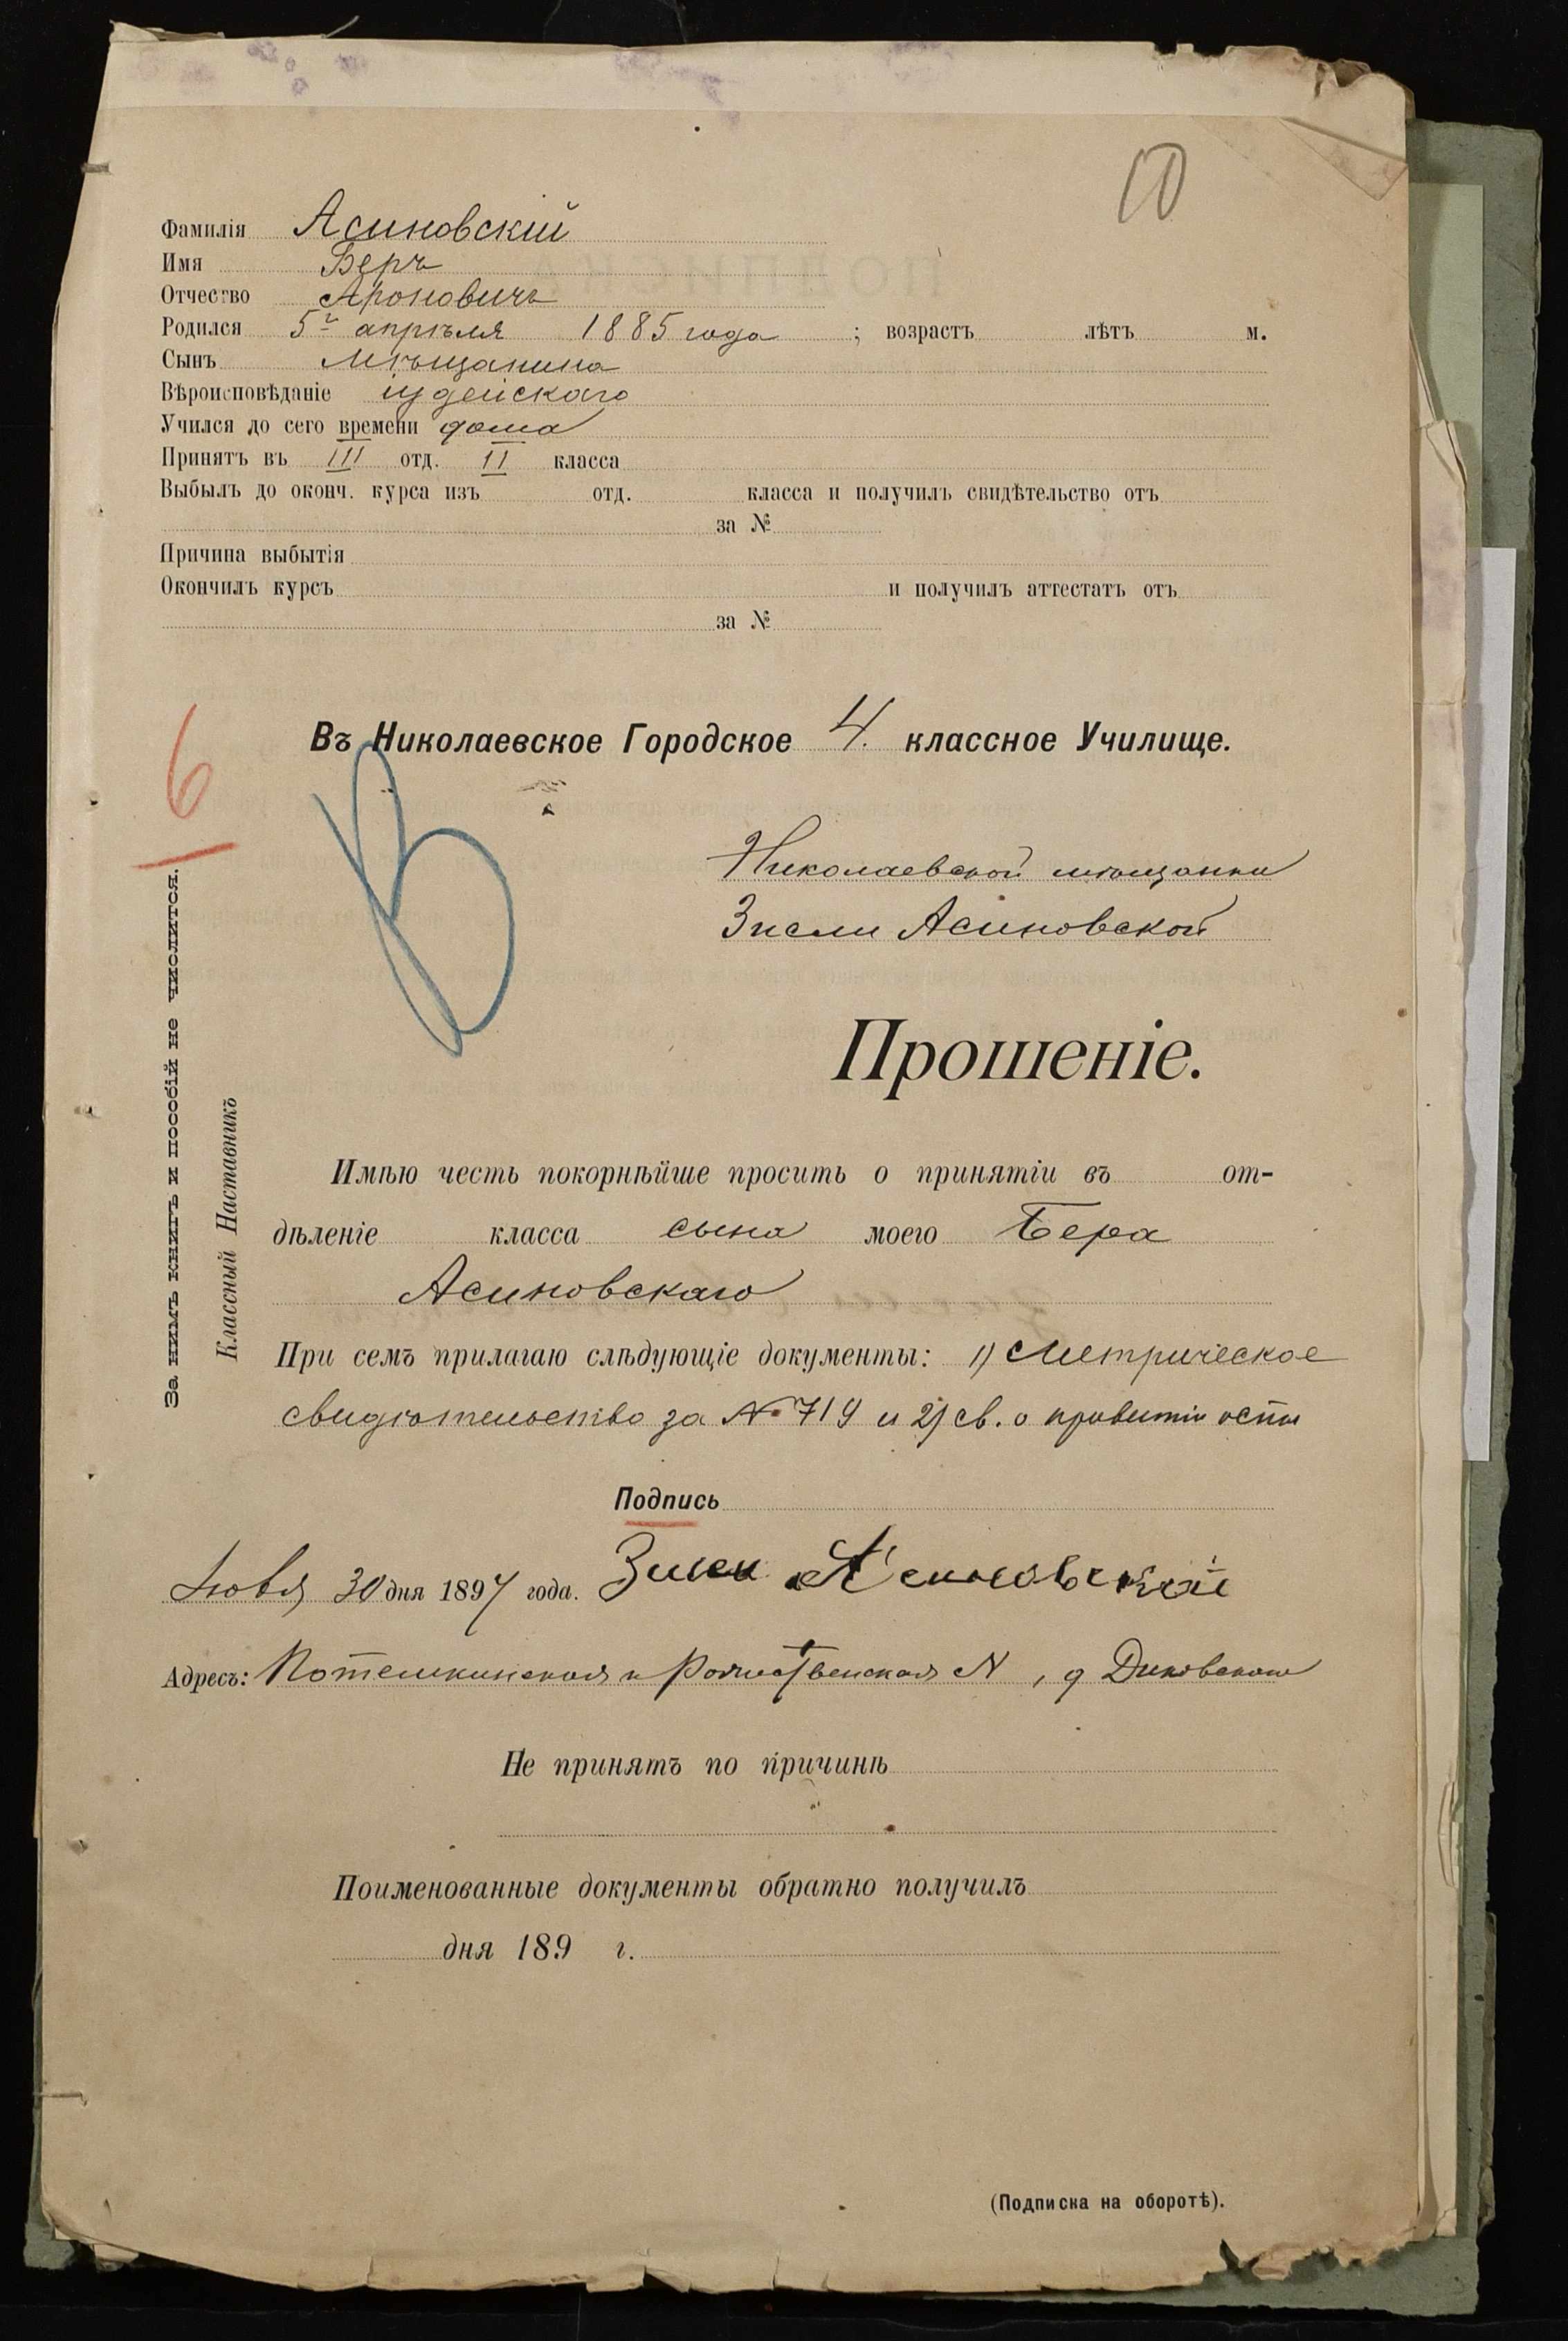 10
Фамилія Асиновскій
Имя Беръ
Отчество Ароновичъ
Родился 5г апрѣля 1885 года ; возрастъ лѣтъ м.
Сынъ Мѣщанина
Вѣроисповѣданіе іудейскаго
Учился до сего времени дома
Принятъ въ III отд. II класса
Выбылъ до оконч. курса изъ отд. класса и получилъ свидѣтельство отъ
за №
Причина выбытія
Окончилъ курсъ и получилъ аттестатъ отъ
за №
6
Въ Николаевское Городское 4. классное Училище.
В
Николаевской мѣщанки
Зисли Асиновской
Прошеніе.
За нимъ книгъ и пособій не числится.
Классный Наставникъ
Имѣю честь покорнѣйше просить о принятіи въ от-
дѣленіе класса сына моего Бера
Асиновскаго
При семъ прилагаю слѣдующіе документы: 1) Метрическое
свидѣтельство за № 719 и 2) св. о привитіи оспы
Подпись
30 дня 1897 года.
Адресъ: Потемкинская и Рождественская N , д Диковскаго
Не принятъ по причинѣ
Поименованные документы обратно получилъ
дня 189 г.
(Подписка на оборотѣ).